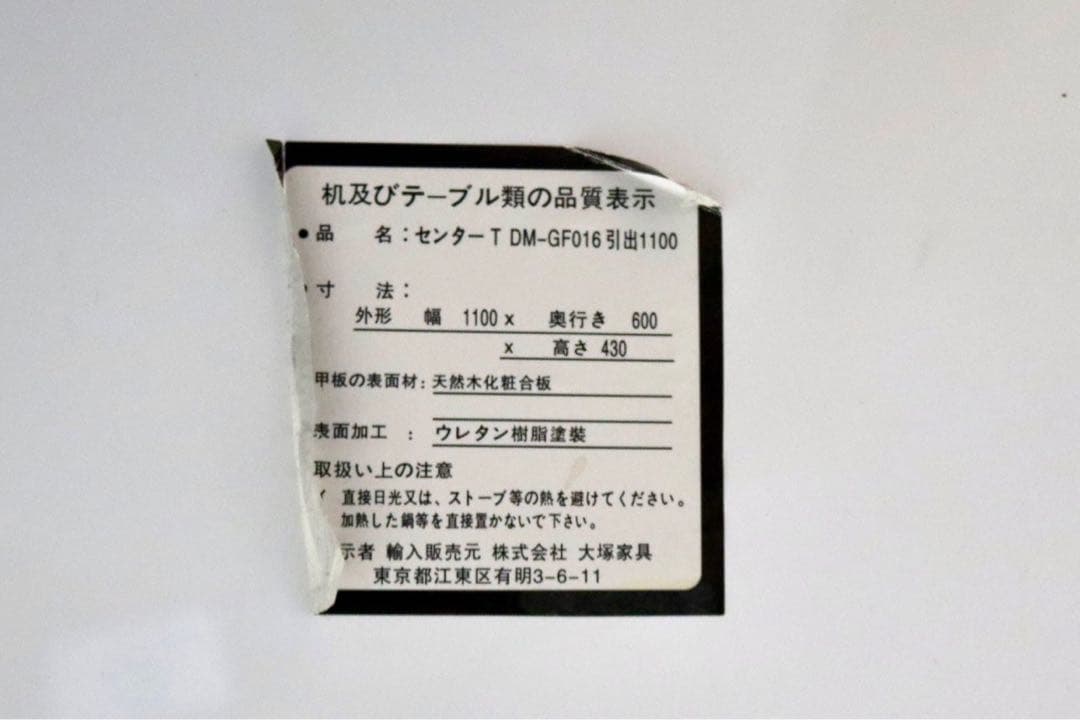 机及びテーブル類の品質表示
●品　名：センターT DM-GF016引出1100
寸　法：
外形　幅　1100 x　奥行き　600
x　高さ 430
甲板の表面材：天然木化粧合板
表面加工　：　ウレタン樹脂塗装
取扱い上の注意
直接日光又は、ストーブ等の熱を避けてください。
加熱した鍋等を直接置かないで下さい。
示者 輸入販売元 株式会社 大塚家具
東京都江東区有明3-6-11